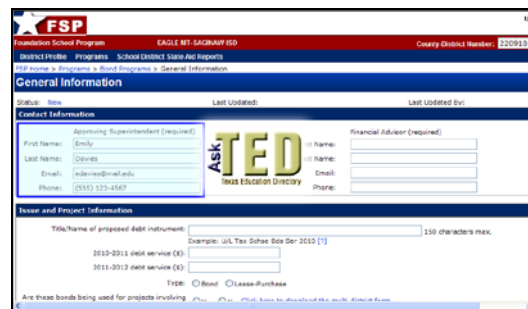 FSP
U
Foundation School Program EAGLE MT-SAGINAW ISD County-District Number: 220918
District Profile Programs School District State Aid Reports
FSP Home > Programs > Bond Programs > General Information
General Information
Status: New Last Updated: Last Updated By:
Contact Information
Approving Superintendent (required) Financial Advisor (required)
First Name: Emily Name:
Last Name: Davies Name:
Email: edavies@mail.edu Email:
Phone: (555) 123-4567 Phone:
Ask TED
Texas Education Directory
Issue and Project Information
Title/Name of proposed debt instrument: 150 characters max.
Example: U/L Tax Schse Bds Ser 2010 [?]
2010-2011 debt service ($):
2011-2012 debt service ($):
Type: Bond Lease-Purchase
Are these bonds being used for projects involving Click here to download the multi-district form